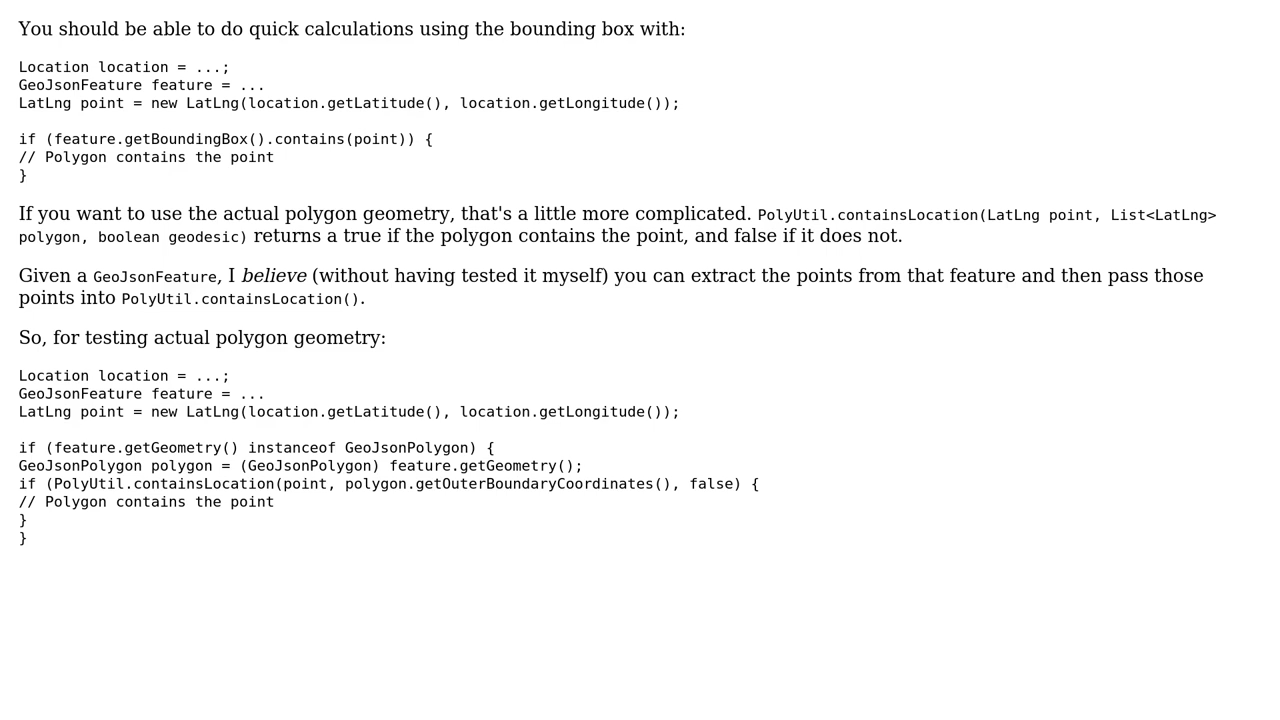 You should be able to do quick calculations using the bounding box with:
Location location = ...;
GeoJsonFeature feature = ...
LatLng point = new LatLng(location.getLatitude(), location.getLongitude());
if (feature.getBoundingBox().contains(point)) {
// Polygon contains the point
}
If you want to use the actual polygon geometry, that's a little more complicated. PolyUtil.containsLocation(LatLng point, List<LatLng>
polygon, boolean geodesic) returns a true if the polygon contains the point, and false if it does not.
Given a GeoJsonFeature, I believe (without having tested it myself) you can extract the points from that feature and then pass those
points into PolyUtil.containsLocation().
So, for testing actual polygon geometry:
Location location = ...;
GeoJsonFeature feature = ...
LatLng point = new LatLng(location.getLatitude(), location.getLongitude());
if (feature.getGeometry() instanceof GeoJsonPolygon) {
GeoJsonPolygon polygon = (GeoJsonPolygon) feature.getGeometry();
if (PolyUtil.containsLocation(point, polygon.getOuterBoundaryCoordinates(), false) {
// Polygon contains the point
}
}